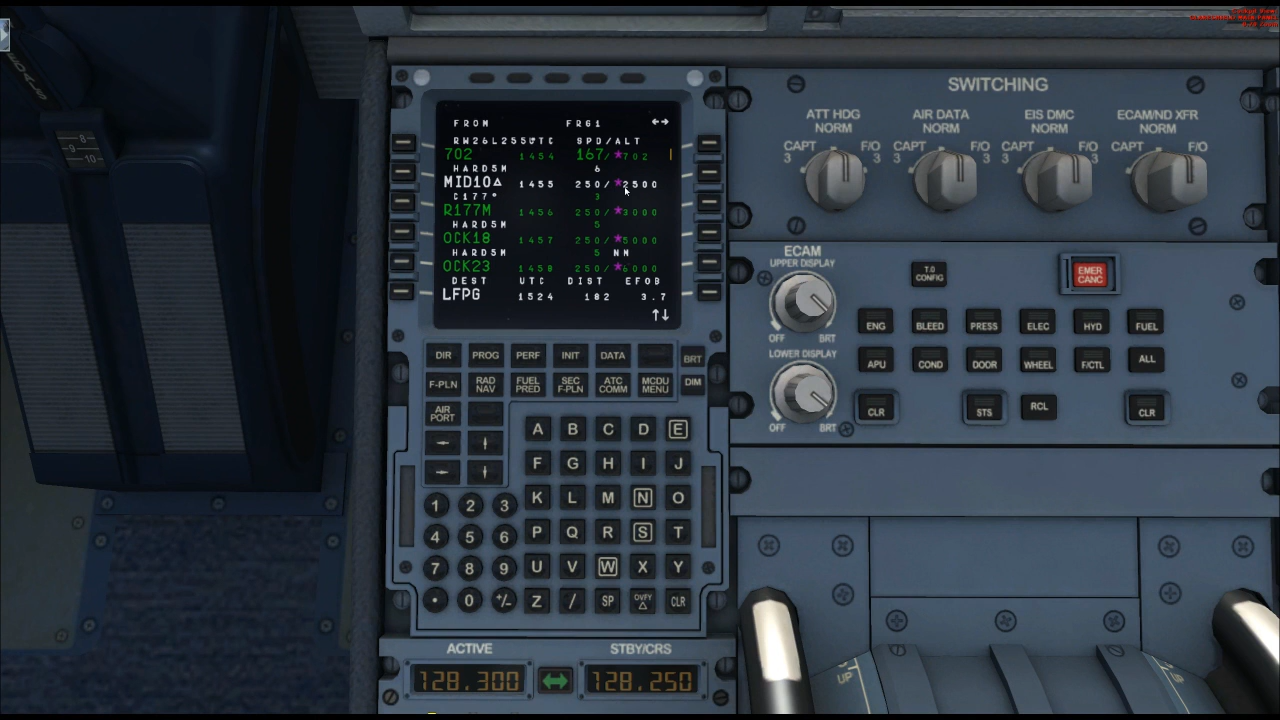 FROM FRG1 ↔
RW26L255° UTC SPD/ALT
702 1454 167/*702
HARD5M 6
MID10△ 1455 250/*2500
C177° 3
R177M 1456 250/*3000
HARD5M 5
OCK18 1457 250/*5000
HARD5M 5 NM
OCK23 1458 250/*6000
DEST UTC DIST EFOB
LFPG 1524 182 3.7
↑↓
DIR PROG PERF INIT DATA BRT
F-PLN RAD NAV FUEL PRED SEC F-PLN ATC COMM MCDU MENU DIM
AIR PORT
A B C D E
F G H I J
K L M N O
1 2 3
P Q R S T
4 5 6
U V W X Y
7 8 9
Z / SP OVFY △ CLR
. 0 +/-
ACTIVE STBY/CRS
128.300 128.250
SWITCHING
ATT HDG NORM AIR DATA NORM EIS DMC NORM ECAM/ND XFR NORM
CAPT 3 F/O 3 CAPT 3 F/O 3 CAPT 3 F/O 3 CAPT F/O
ECAM
UPPER DISPLAY
OFF BRT
LOWER DISPLAY
OFF BRT
T.O CONFIG EMER CANC
ENG BLEED PRESS ELEC HYD FUEL
APU COND DOOR WHEEL F/CTL ALL
CLR STS RCL CLR
UP
8
9
10